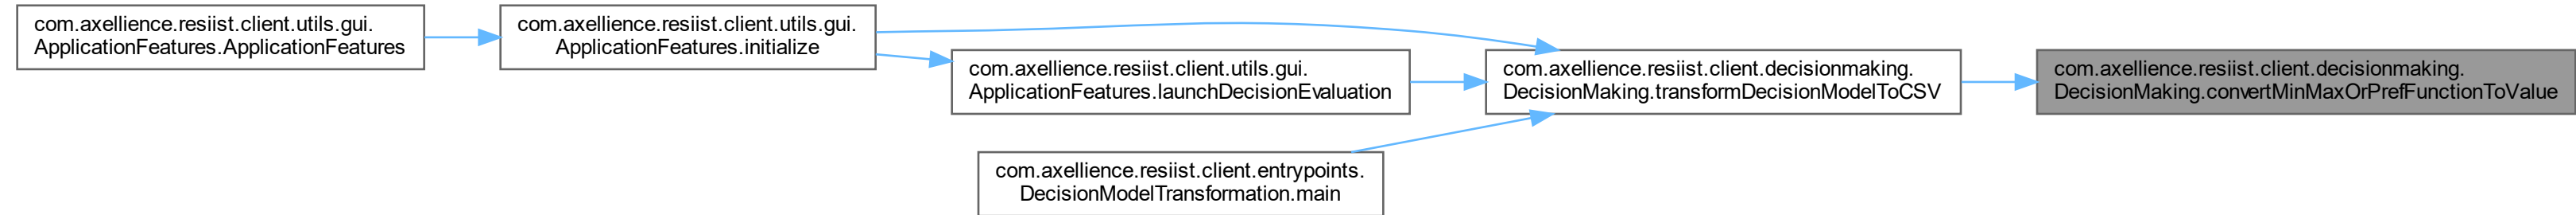 com.axellience.resiist.client.utils.gui.
ApplicationFeatures.ApplicationFeatures
com.axellience.resiist.client.utils.gui.
ApplicationFeatures.initialize
com.axellience.resiist.client.utils.gui.
ApplicationFeatures.launchDecisionEvaluation
com.axellience.resiist.client.decisionmaking.
DecisionMaking.transformDecisionModelToCSV
com.axellience.resiist.client.decisionmaking.
DecisionMaking.convertMinMaxOrPrefFunctionToValue
com.axellience.resiist.client.entrypoints.
DecisionModelTransformation.main